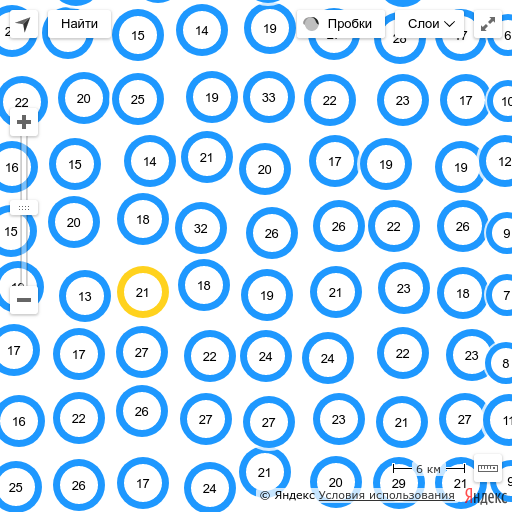 Найти
Пробки
Слои
15 14 19
22 20 25 19 33 22 23 17 10
16 15 14 21 20 17 19 19 12
15 20 18 32 26 26 22 26 9
13 21 18 19 21 23 18 7
17 17 27 22 24 24 22 23 8
16 22 26 27 27 23 21 27 11
25 26 17 24 21 20 29 21
6 км
© Яндекс Условия использования
Яндекс